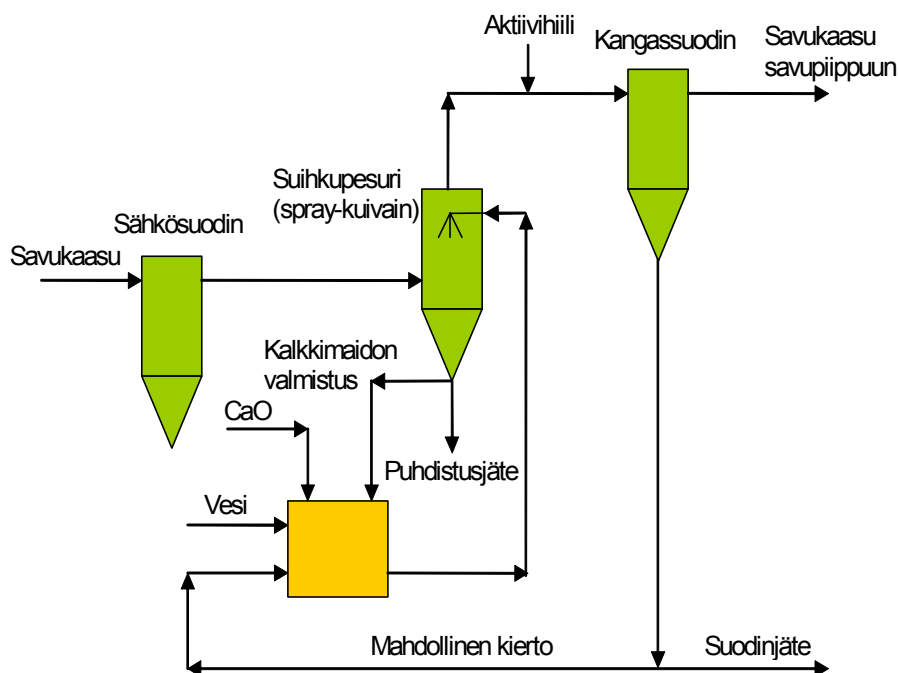 Aktiivihiili
Kangassuodin
Savukaasu
savupiippuun
Suihkupesuri
(spray-kuivain)
Sähkösuodin
Savukaasu
Kalkkimaidon
valmistus
CaO
Puhdistusjäte
Vesi
Mahdollinen kierto
Suodinjäte